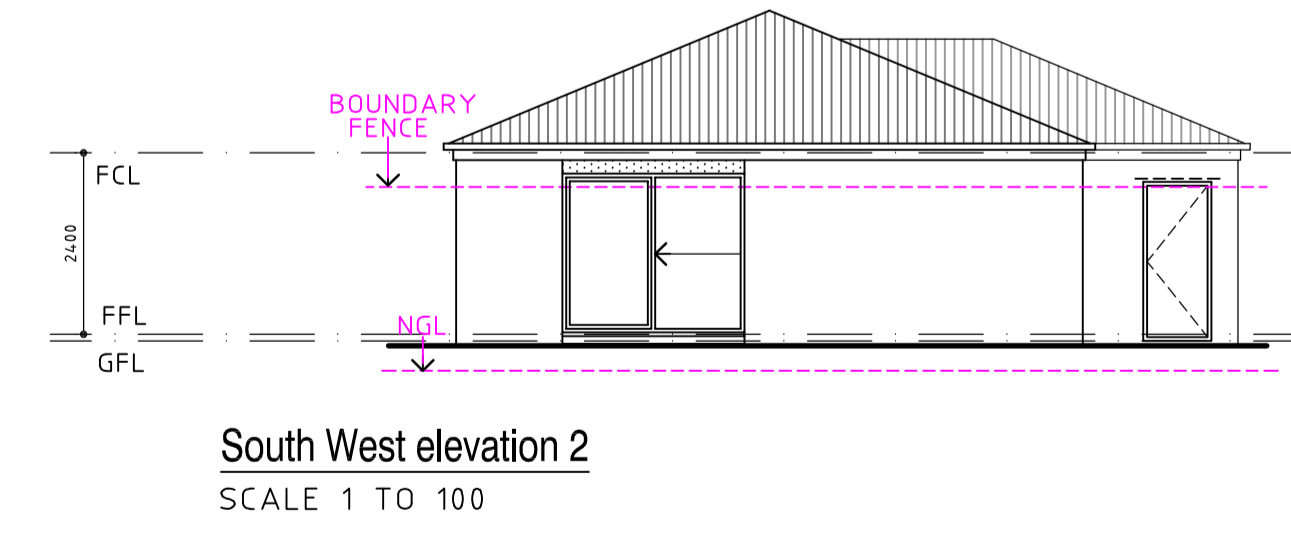 BOUNDARY
FENCE
FCL
2400
FFL
NGL
GFL
South West elevation 2
SCALE 1 TO 100